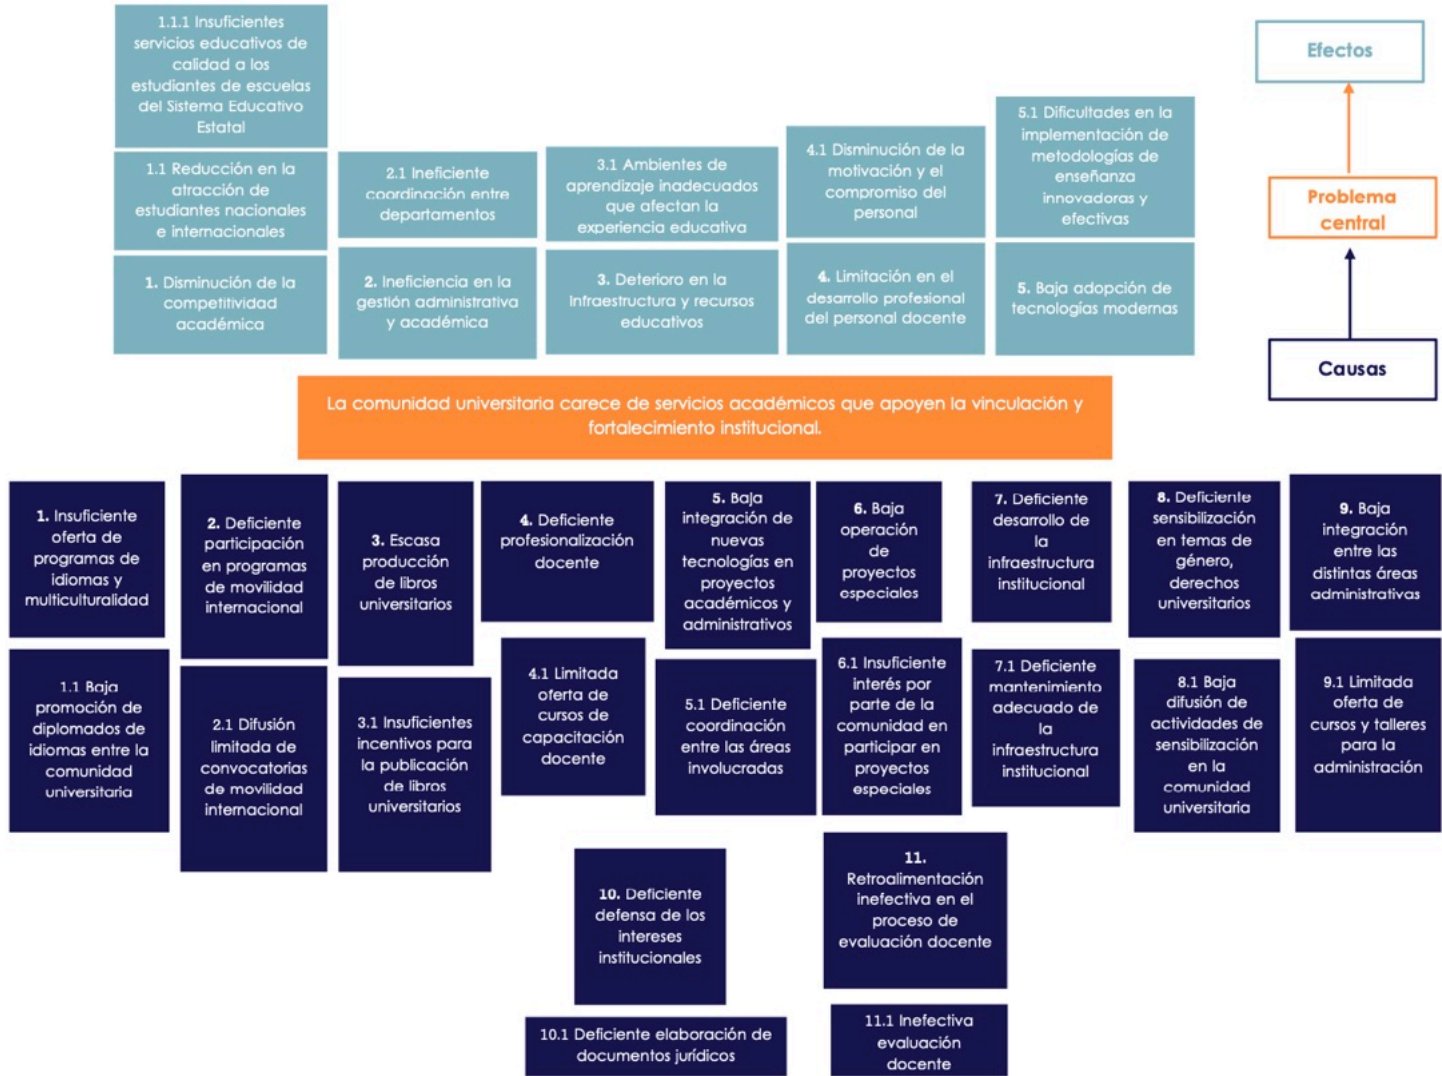 1.1.1 Insuficientes
servicios educativos de
calidad a los
estudiantes de escuelas
del Sistema Educativo
Estatal
1.1 Reducción en la
atracción de
estudiantes nacionales
e internacionales
1. Disminución de la
competitividad
académica
2.1 Ineficiente
coordinación entre
departamentos
2. Ineficiencia en la
gestión administrativa
y académica
3.1 Ambientes de
aprendizaje inadecuados
que afectan la
experiencia educativa
3. Deterioro en la
Infraestructura y recursos
educativos
4.1 Disminución de la
motivación y el
compromiso del
personal
4. Limitación en el
desarrollo profesional
del personal docente
5.1 Dificultades en la
implementación de
metodologías de
enseñanza
innovadoras y
efectivas
5. Baja adopción de
tecnologías modernas
Efectos
Problema
central
Causas
La comunidad universitaria carece de servicios académicos que apoyen la vinculación y
fortalecimiento institucional.
1. Insuficiente
oferta de
programas de
idiomas y
multiculturalidad
1.1 Baja
promoción de
diplomados de
idiomas entre la
comunidad
universitaria
2. Deficiente
participación
en programas
de movilidad
internacional
2.1 Difusión
limitada de
convocatorias
de movilidad
internacional
3. Escasa
producción
de libros
universitarios
3.1 Insuficientes
incentivos para
la publicación
de libros
universitarios
4. Deficiente
profesionalización
docente
4.1 Limitada
oferta de
cursos de
capacitación
docente
5. Baja
integración de
nuevas
tecnologías en
proyectos
académicos y
administrativos
5.1 Deficiente
coordinación
entre las áreas
involucradas
6. Baja
operación
de
proyectos
especiales
6.1 Insuficiente
interés por
parte de la
comunidad en
participar en
proyectos
especiales
7. Deficiente
desarrollo de
la
infraestructura
institucional
7.1 Deficiente
mantenimiento
adecuado de
la
infraestructura
institucional
8. Deficiente
sensibilización
en temas de
género,
derechos
universitarios
8.1 Baja
difusión de
actividades de
sensibilización
en la
comunidad
universitaria
9. Baja
integración
entre las
distintas áreas
administrativas
9.1 Limitada
oferta de
cursos y talleres
para la
administración
10. Deficiente
defensa de los
intereses
institucionales
10.1 Deficiente elaboración de
documentos jurídicos
11.
Retroalimentación
inefectiva en el
proceso de
evaluación docente
11.1 Inefectiva
evaluación
docente